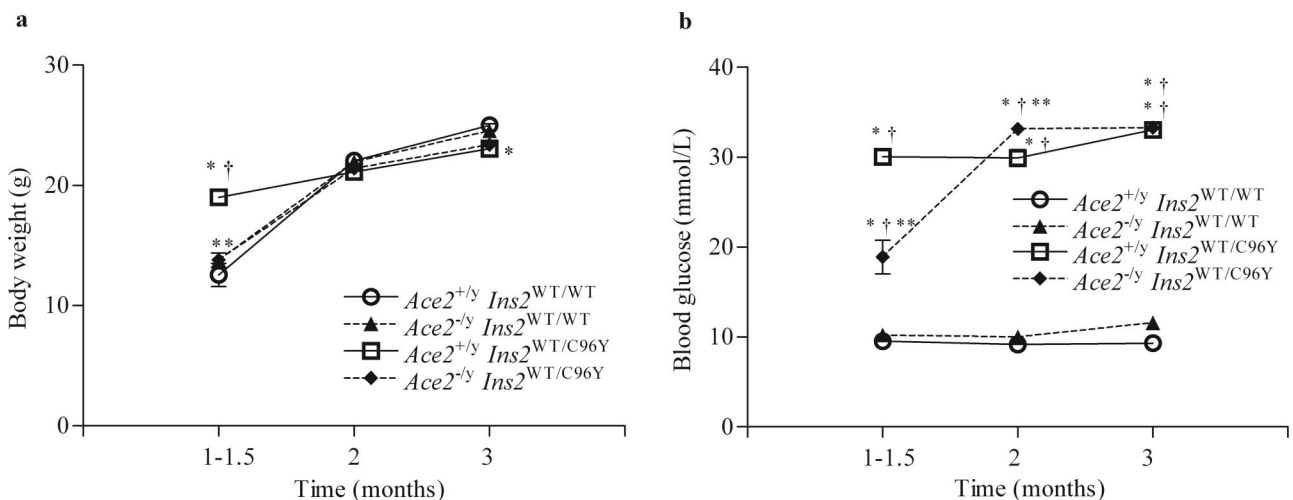 a
Body weight (g)
30
20
10
0
* †
**
*
Ace2+/y Ins2WT/WT
Ace2-/y Ins2WT/WT
Ace2+/y Ins2WT/C96Y
Ace2-/y Ins2WT/C96Y
1-1.5 2 3
Time (months)
b
Blood glucose (mmol/L)
40
30
20
10
0
* †
* † **
* † **
* †
* †
* †
Ace2+/y Ins2WT/WT
Ace2-/y Ins2WT/WT
Ace2+/y Ins2WT/C96Y
Ace2-/y Ins2WT/C96Y
1-1.5 2 3
Time (months)